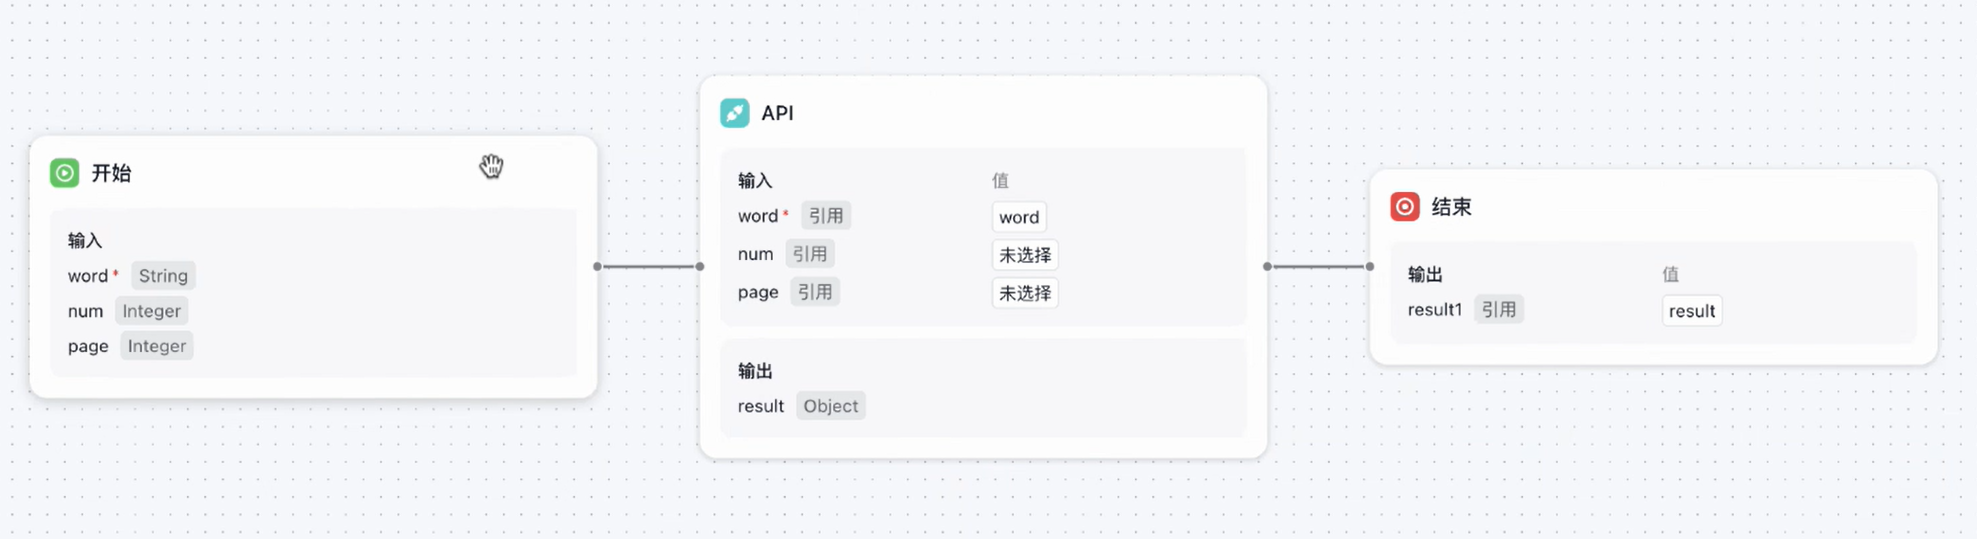 开始
输入
word* String
num Integer
page Integer
API
输入 值
word* 引用 word
num 引用 未选择
page 引用 未选择
输出
result Object
结束
输出 值
result1 引用 result